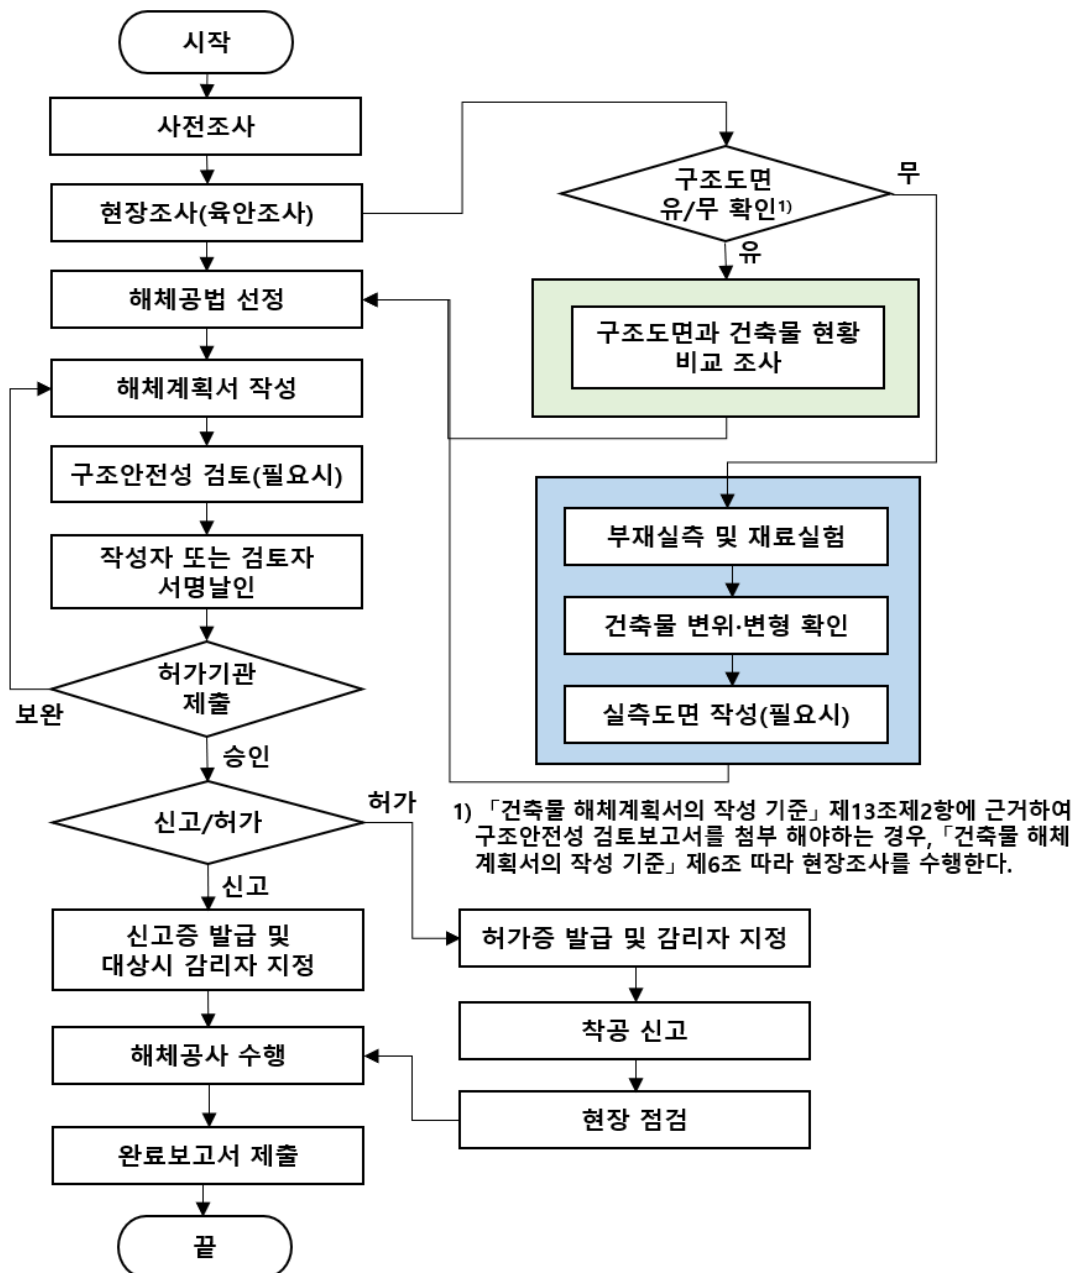 시작
사전조사
현장조사(육안조사)
해체공법 선정
해체계획서 작성
구조안전성 검토(필요시)
작성자 또는 검토자
서명날인
허가기관
제출
보완
승인
신고/허가
허가
신고
신고증 발급 및
대상시 감리자 지정
해체공사 수행
완료보고서 제출
끝
구조도면
유/무 확인1)
무
유
구조도면과 건축물 현황
비교 조사
부재실측 및 재료실험
건축물 변위·변형 확인
실측도면 작성(필요시)
1) 「건축물 해체계획서의 작성 기준」 제13조제2항에 근거하여
구조안전성 검토보고서를 첨부 해야하는 경우, 「건축물 해체
계획서의 작성 기준」 제6조 따라 현장조사를 수행한다.
허가증 발급 및 감리자 지정
착공 신고
현장 점검